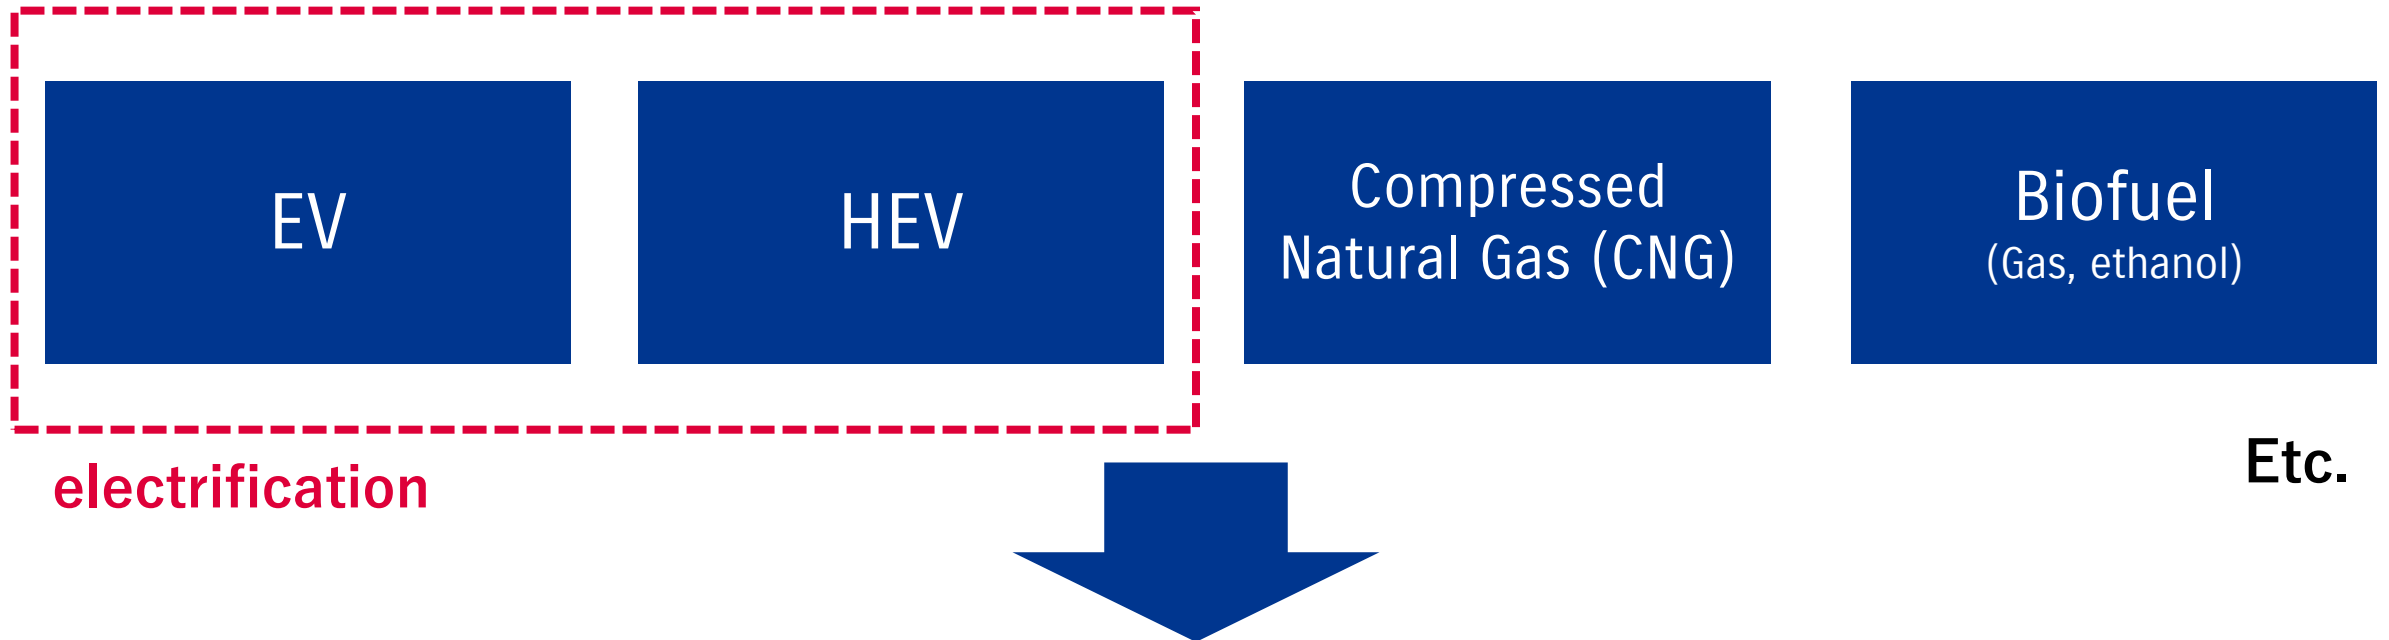 EV
HEV
Compressed
Natural Gas (CNG)
Biofuel
(Gas, ethanol)
electrification
Etc.